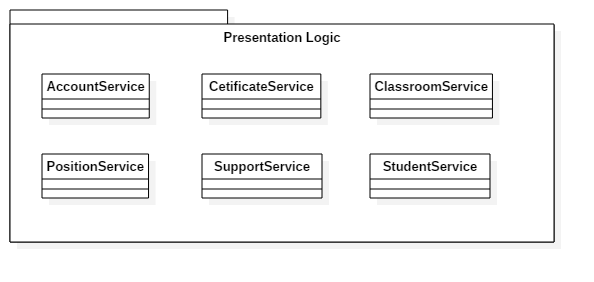 Presentation Logic
AccountService
CetificateService
ClassroomService
PositionService
SupportService
StudentService